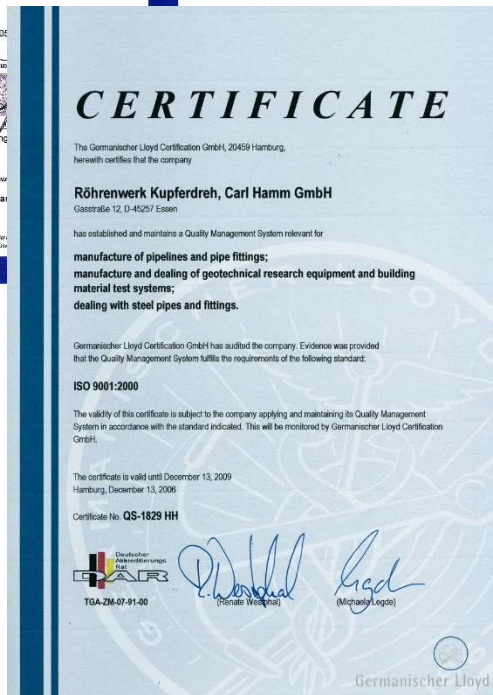 CERTIFICATE
The Germanischer Lloyd Certification GmbH, 20459 Hamburg,
herewith certifies that the company
Röhrenwerk Kupferdreh, Carl Hamm GmbH
Gasstraße 12, D-45257 Essen
has established and maintains a Quality Management System relevant for
manufacture of pipelines and pipe fittings;
manufacture and dealing of geotechnical research equipment and building
material test systems;
dealing with steel pipes and fittings.
Germanischer Lloyd Certification GmbH has audited the company. Evidence was provided
that the Quality Management System fulfills the requirements of the following standard:
ISO 9001:2000
The validity of this certificate is subject to the company applying and maintaining its Quality Management
System in accordance with the standard indicated. This will be monitored by Germanischer Lloyd Certification
GmbH.
The certificate is valid until December 13, 2009
Hamburg, December 13, 2006
Certificate No. QS-1829 HH
Deutscher
Akkreditierungs
Rat
DAR
TGA-ZM-07-91-00
(Renate Westphal)
(Michaela Legde)
Germanischer Lloyd